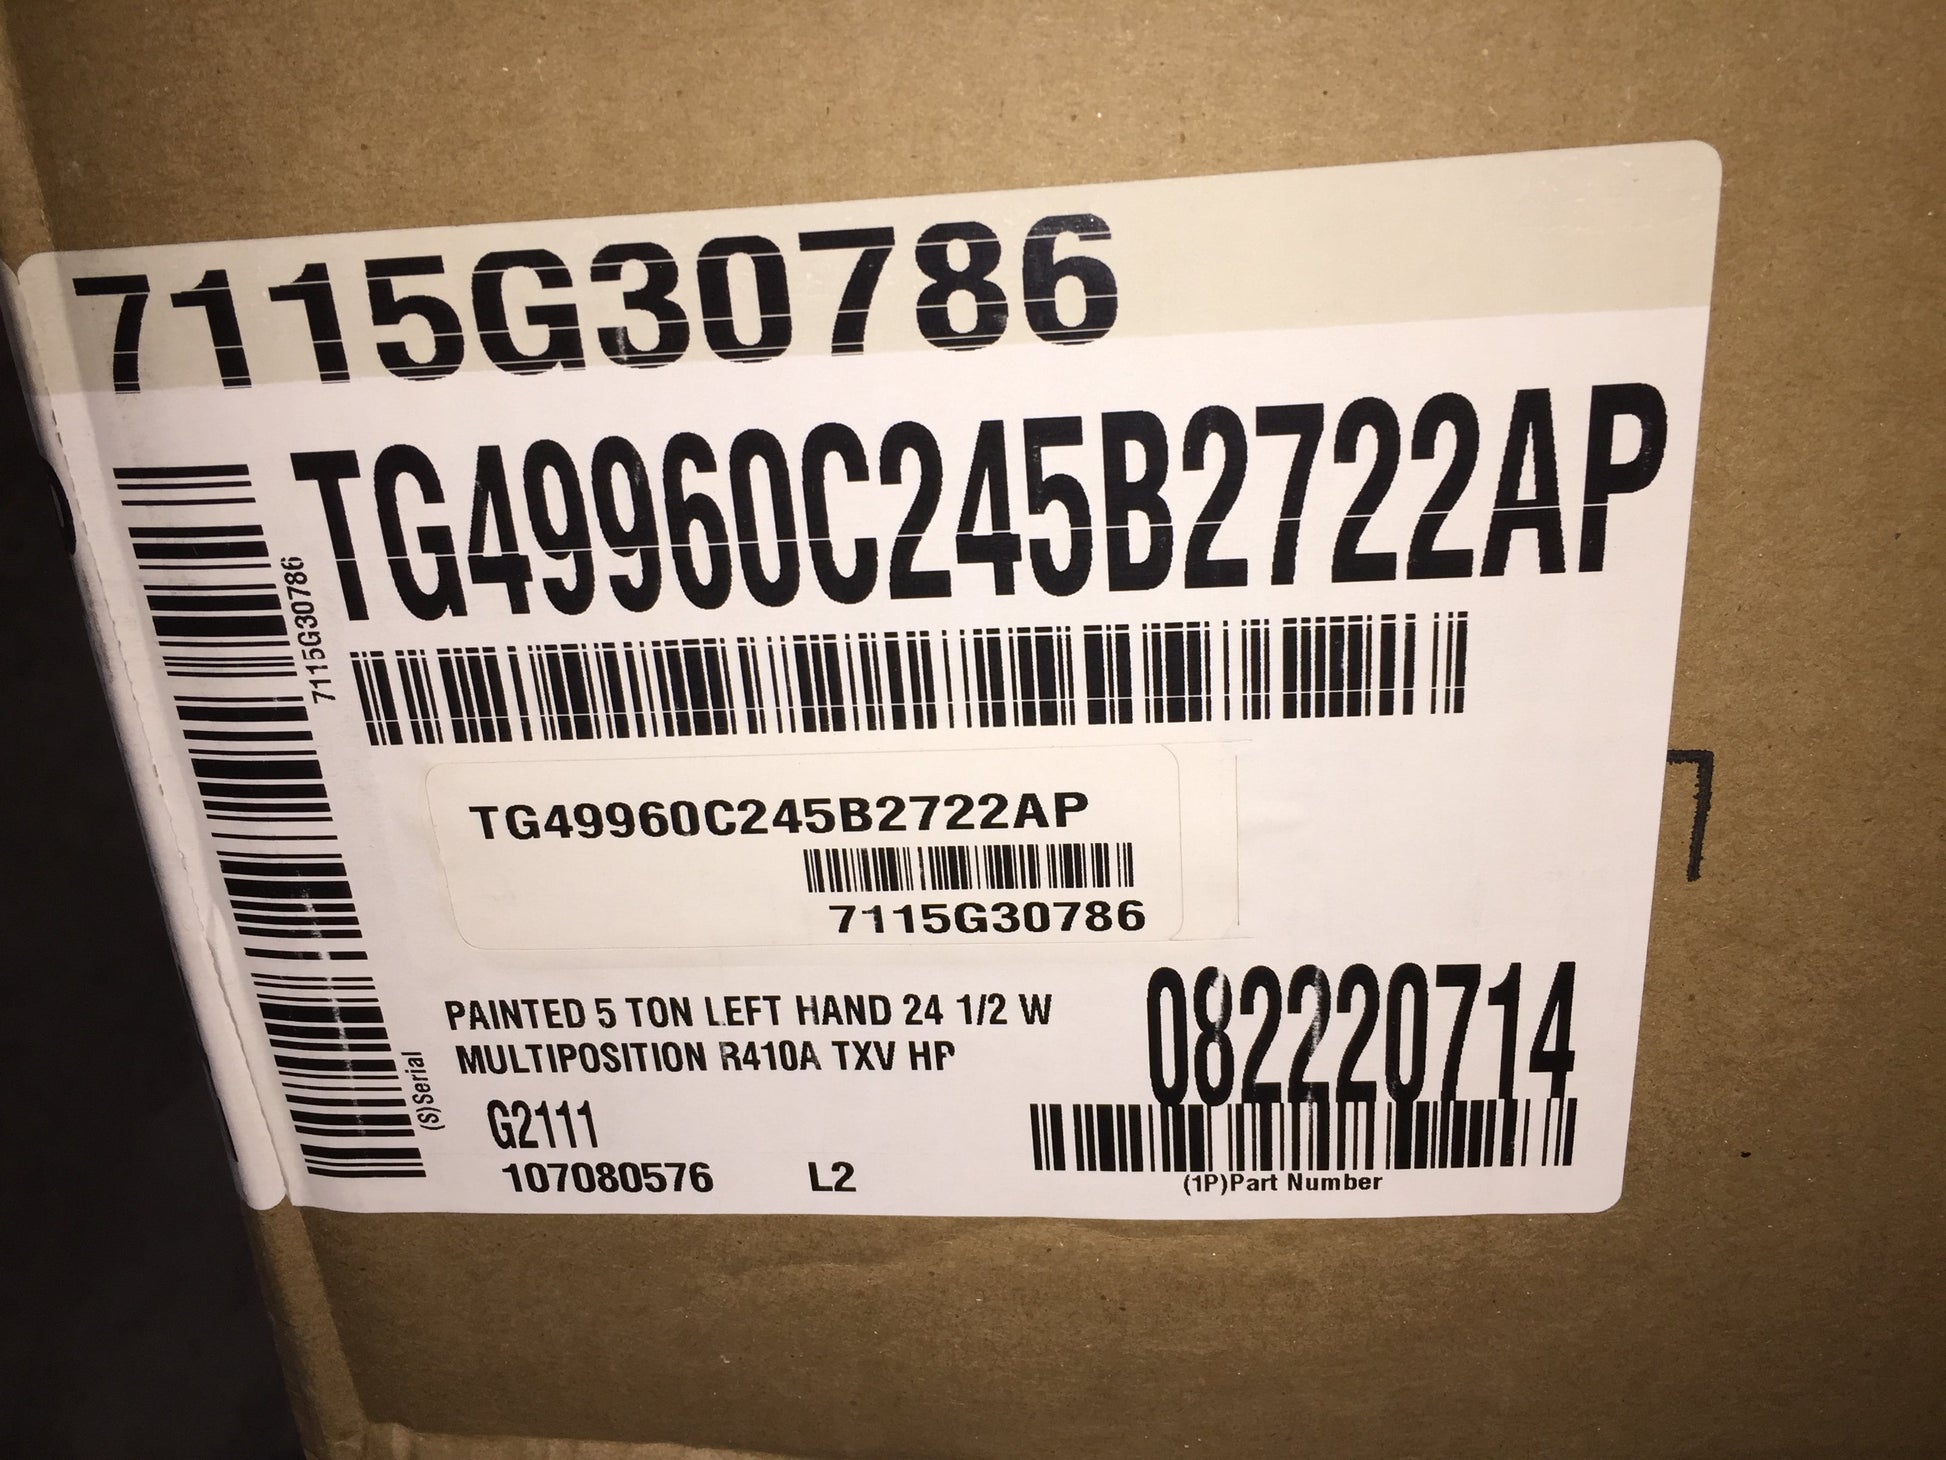 7115G30786
TG49960C245B2722AP
7115G30786
TG49960C245B2722AP
7115G30786
PAINTED 5 TON LEFT HAND 24 1/2 W
MULTIPOSITION R410A TXV HP
082220714
(S)Serial
G2111
107080576 L2
(1P)Part Number